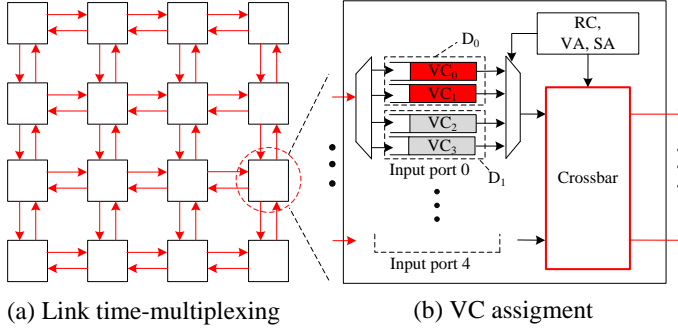 D₀
RC,
VA, SA
VC₀
VC₁
VC₂
VC₃
D₁
Input port 0
Crossbar
Input port 4
(a) Link time-multiplexing
(b) VC assigment